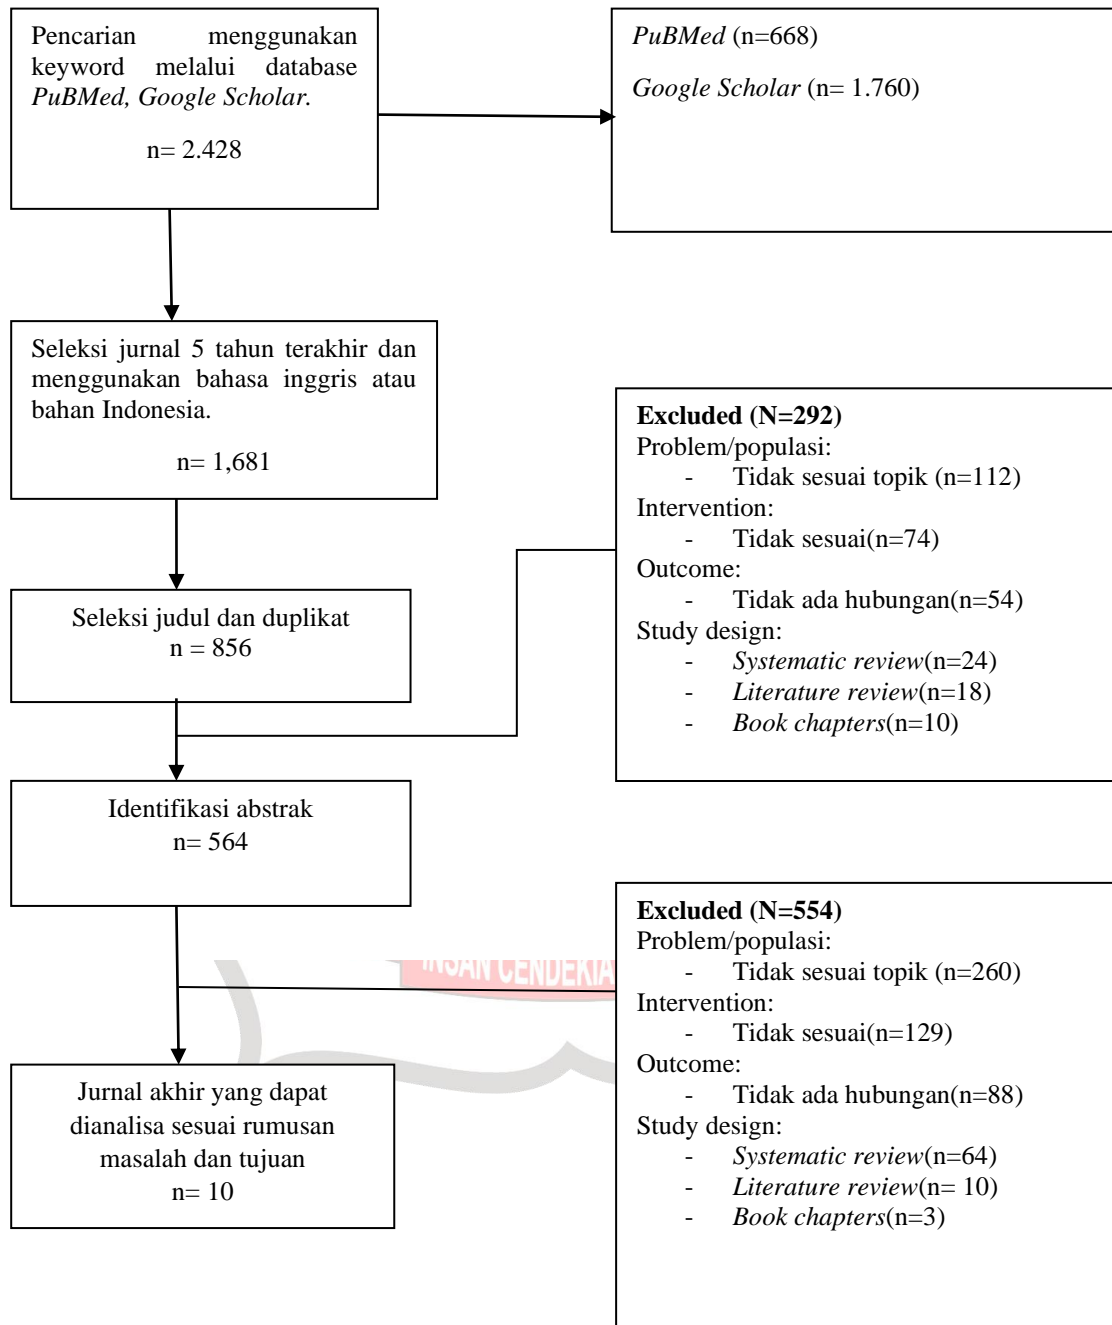 Pencarian menggunakan
keyword melalui database
PuBMed, Google Scholar.
n= 2.428
PuBMed (n=668)
Google Scholar (n= 1.760)
Seleksi jurnal 5 tahun terakhir dan
menggunakan bahasa inggris atau
bahan Indonesia.
n= 1,681
Excluded (N=292)
Problem/populasi:
- Tidak sesuai topik (n=112)
Intervention:
- Tidak sesuai(n=74)
Outcome:
- Tidak ada hubungan(n=54)
Study design:
- Systematic review(n=24)
- Literature review(n=18)
- Book chapters(n=10)
Seleksi judul dan duplikat
n = 856
Identifikasi abstrak
n= 564
Excluded (N=554)
Problem/populasi:
- Tidak sesuai topik (n=260)
Intervention:
- Tidak sesuai(n=129)
Outcome:
- Tidak ada hubungan(n=88)
Study design:
- Systematic review(n=64)
- Literature review(n= 10)
- Book chapters(n=3)
INSAN CENDEKIA
Jurnal akhir yang dapat
dianalisa sesuai rumusan
masalah dan tujuan
n= 10